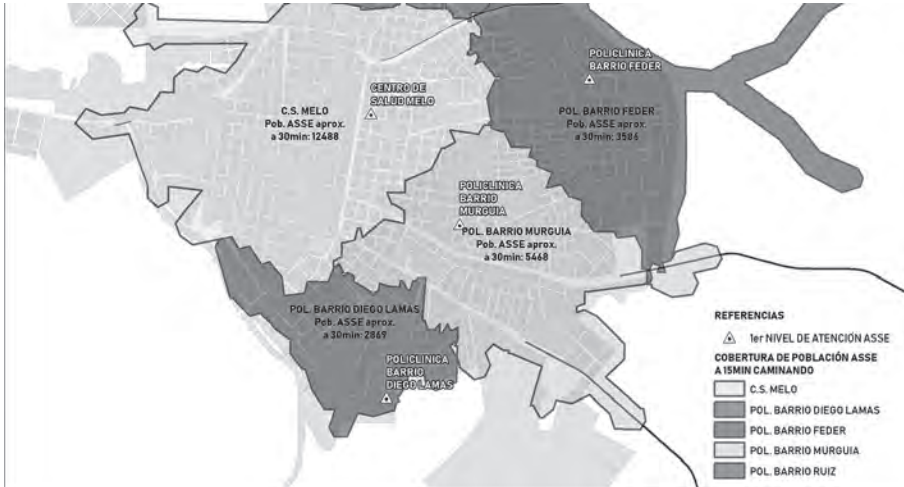 POLICLINICA
BARRIO FEDER
CENTRO DE
SALUD MELO
C.S. MELO
Pob. ASSE aprox.
a 30min: 12488
POL. BARRIO FEDER
Pob. ASSE aprox.
a 30min: 3506
POLICLINICA
BARRIO
MURGUIA
POL. BARRIO MURGUIA
Pob. ASSE aprox.
a 30min: 5468
POL. BARRIO DIEGO LAMAS
Pob. ASSE aprox.
a 30min: 2869
POLICLINICA
BARRIO
DIEGO LAMAS
REFERENCIAS
1er NIVEL DE ATENCIÓN ASSE
COBERTURA DE POBLACIÓN ASSE
A 15MIN CAMINANDO
C.S. MELO
POL. BARRIO DIEGO LAMAS
POL. BARRIO FEDER
POL. BARRIO MURGUIA
POL. BARRIO RUIZ